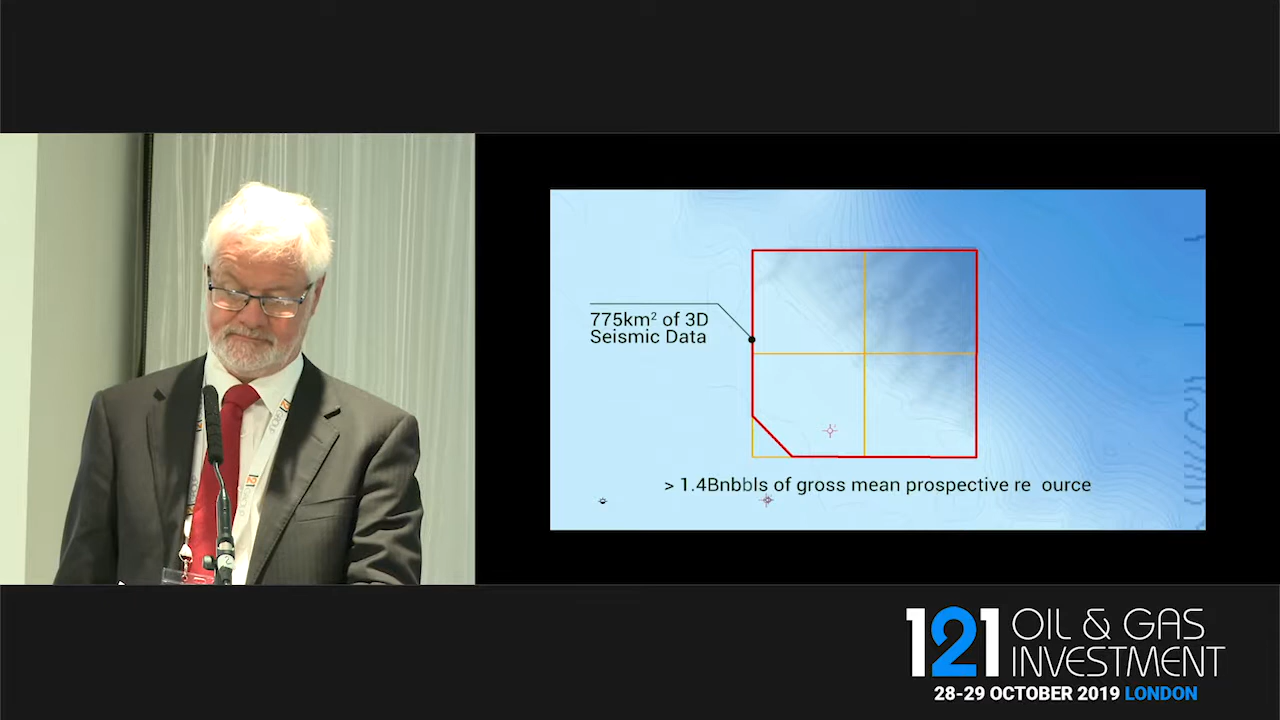 775km² of 3D
Seismic Data
> 1.4Bnbbls of gross mean prospective re ource
121 OIL & GAS
INVESTMENT
28-29 OCTOBER 2019 LONDON